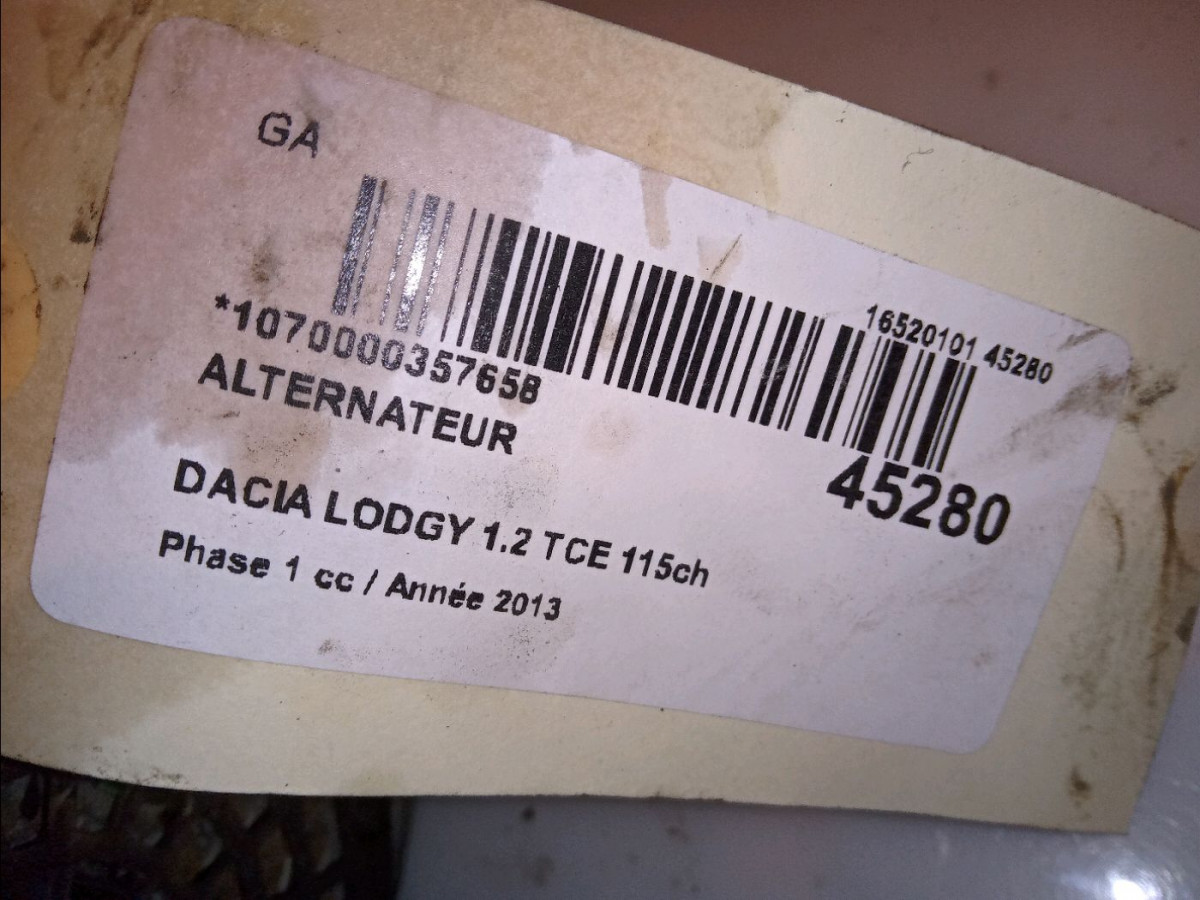 GA
16520101 45280
*1070000357658
ALTERNATEUR
45280
DACIA LODGY 1.2 TCE 115ch
Phase 1 cc / Année 2013